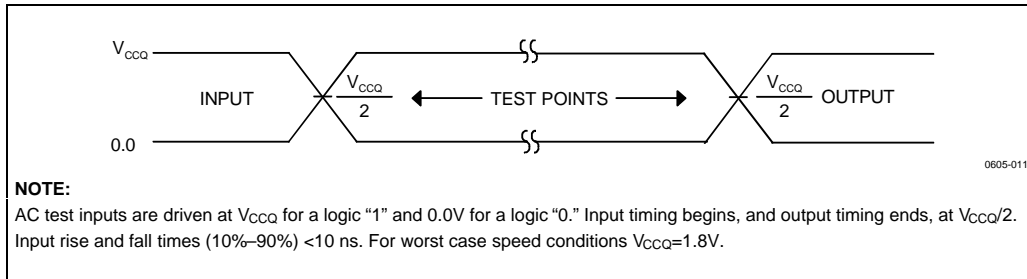 VCCQ
INPUT
VCCQ
2
TEST POINTS
VCCQ
2
OUTPUT
0.0
0605-011
NOTE:
AC test inputs are driven at VCCQ for a logic “1” and 0.0V for a logic “0.” Input timing begins, and output timing ends, at VCCQ/2.
Input rise and fall times (10%–90%) <10 ns. For worst case speed conditions VCCQ=1.8V.